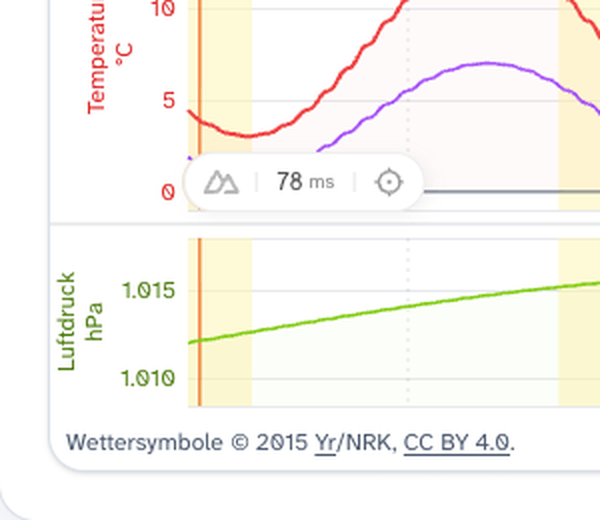 10
Temperatur
°C
5
0
78 ms
Luftdruck
hPa
1.015
1.010
Wettersymbole © 2015 Yr/NRK, CC BY 4.0.